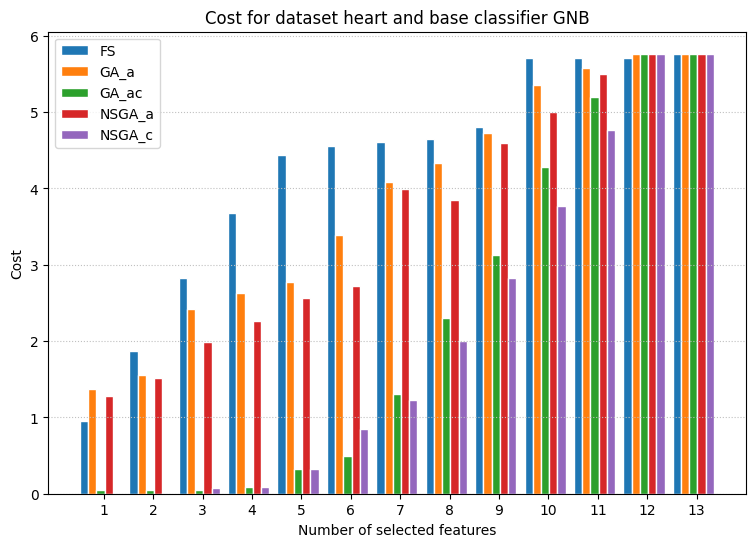 Cost for dataset heart and base classifier GNB
FS
GA_a
GA_ac
NSGA_a
NSGA_c
Cost
6
5
4
3
2
1
0
1 2 3 4 5 6 7 8 9 10 11 12 13
Number of selected features